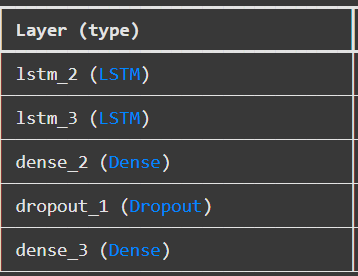 Layer (type)
lstm_2 (LSTM)
lstm_3 (LSTM)
dense_2 (Dense)
dropout_1 (Dropout)
dense_3 (Dense)